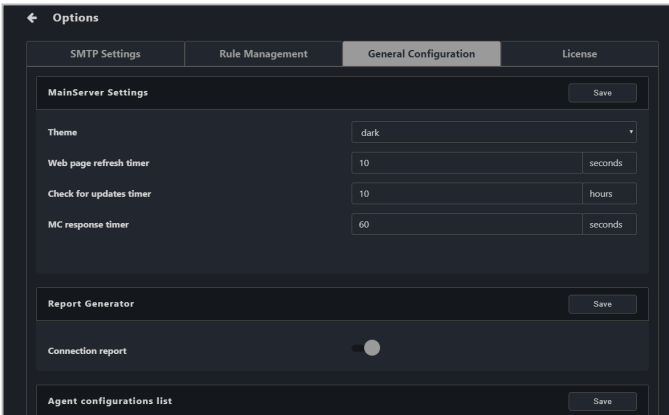 Options
SMTP Settings Rule Management General Configuration License
MainServer Settings Save
Theme dark
Web page refresh timer 10 seconds
Check for updates timer 10 hours
MC response timer 60 seconds
Report Generator Save
Connection report
Agent configurations list Save